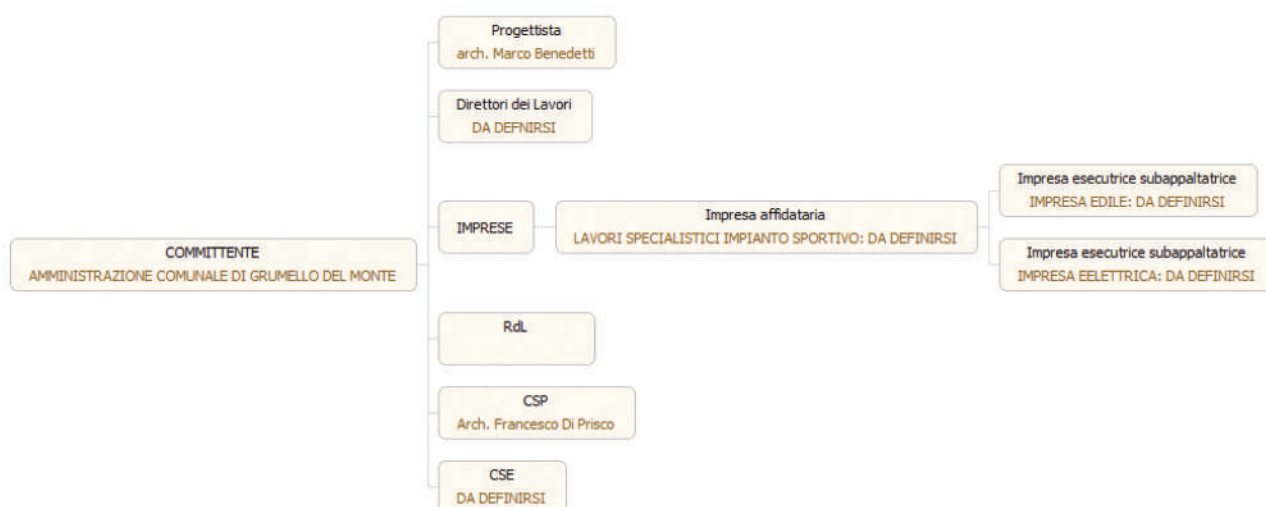 Progettista
arch. Marco Benedetti
Direttori dei Lavori
DA DEFNIRSI
Impresa esecutrice subappaltatrice
IMPRESA EDILE: DA DEFINIRSI
IMPRESE
Impresa affidataria
LAVORI SPECIALISTICI IMPIANTO SPORTIVO: DA DEFINIRSI
COMMITTENTE
AMMINISTRAZIONE COMUNALE DI GRUMELLO DEL MONTE
Impresa esecutrice subappaltatrice
IMPRESA EELETTRICA: DA DEFINIRSI
RdL
CSP
Arch. Francesco Di Prisco
CSE
DA DEFINIRSI